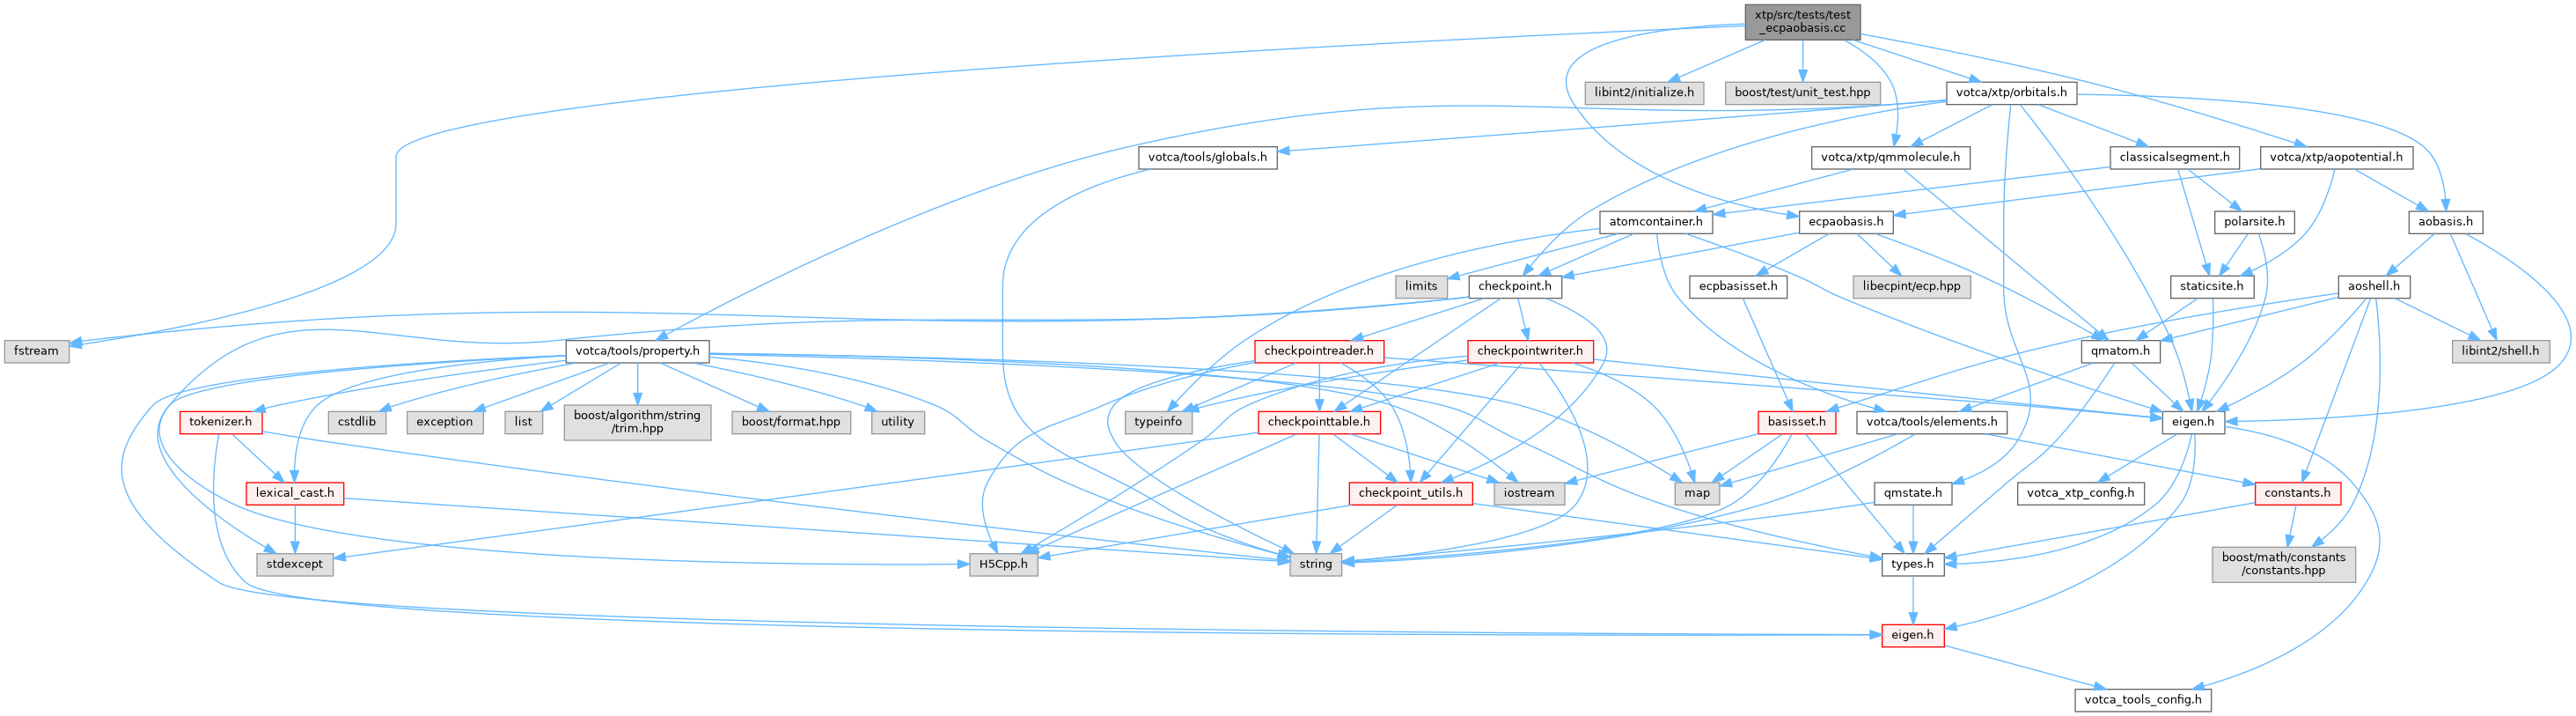 xtp/src/tests/test
_ecpaobasis.cc
libint2/initialize.h
boost/test/unit_test.hpp
votca/xtp/orbitals.h
votca/tools/globals.h
votca/xtp/qmmolecule.h
classicalsegment.h
votca/xtp/aopotential.h
atomcontainer.h
ecpaobasis.h
polarsite.h
aobasis.h
limits
checkpoint.h
ecpbasisset.h
libecpint/ecp.hpp
staticsite.h
aoshell.h
fstream
votca/tools/property.h
checkpointreader.h
checkpointwriter.h
qmatom.h
libint2/shell.h
tokenizer.h
cstdlib
exception
list
boost/algorithm/string
/trim.hpp
boost/format.hpp
utility
typeinfo
checkpointtable.h
basisset.h
votca/tools/elements.h
eigen.h
lexical_cast.h
checkpoint_utils.h
iostream
map
qmstate.h
votca_xtp_config.h
constants.h
stdexcept
H5Cpp.h
string
types.h
boost/math/constants
/constants.hpp
eigen.h
votca_tools_config.h